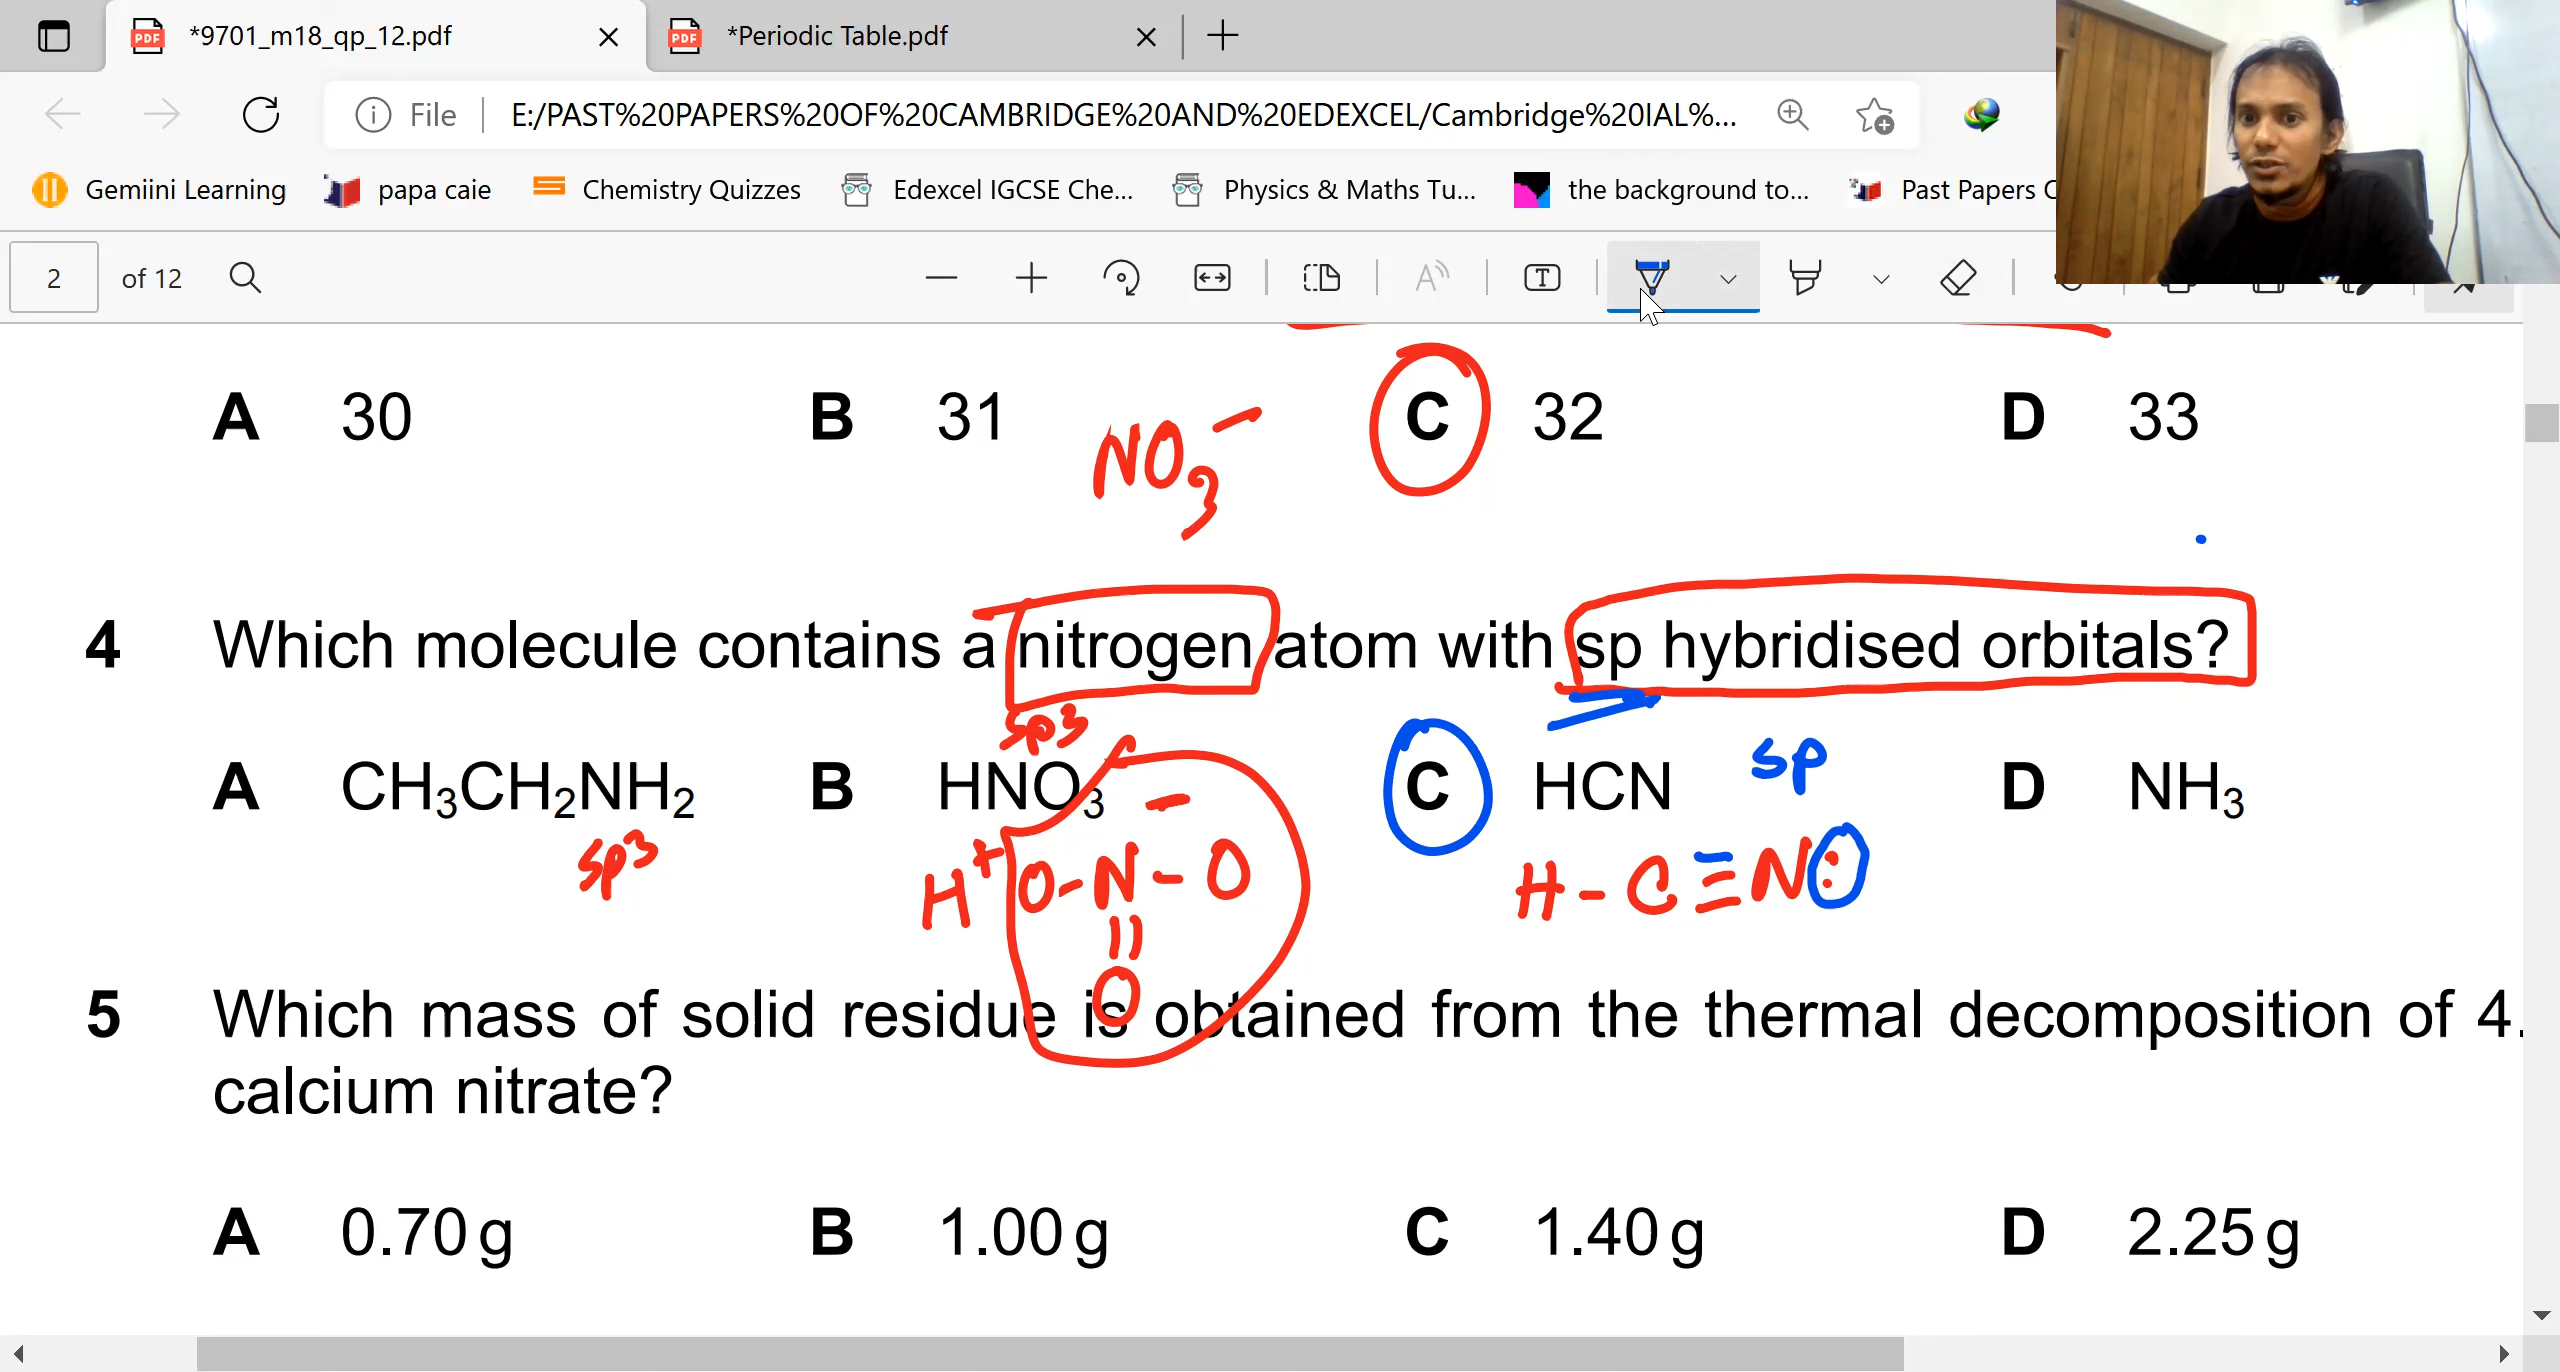 *9701_m18_qp_12.pdf
*Periodic Table.pdf
File
E:/PAST%20PAPERS%20OF%20CAMBRIDGE%20AND%20EDEXCEL/Cambridge%20IAL%...
Gemiini Learning
papa caie
Chemistry Quizzes
Edexcel IGCSE Che...
Physics & Maths Tu...
the background to...
Past Papers
2 of 12
A 30 B 31 C 32 D 33
NO₃⁻
4 Which molecule contains a nitrogen atom with sp hybridised orbitals?
sp3
sp
A CH₃CH₂NH₂ B HNO₃ C HCN D NH₃
sp3
H⁺ O-N-O
H-C≡N:
O
5 Which mass of solid residue is obtained from the thermal decomposition of 4.
calcium nitrate?
A 0.70 g B 1.00 g C 1.40 g D 2.25 g